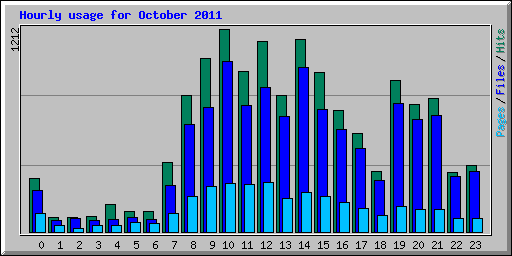 Hourly usage for October 2011
1212
Pages/Files/Hits
0 1 2 3 4 5 6 7 8 9 10 11 12 13 14 15 16 17 18 19 20 21 22 23